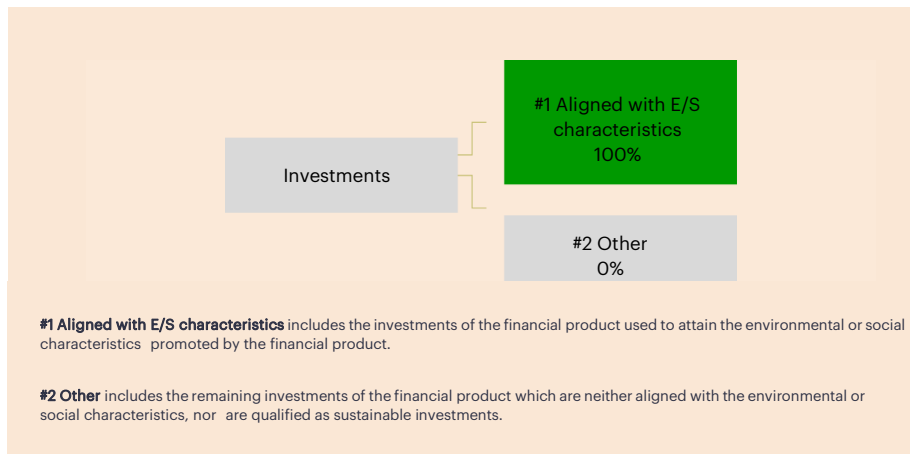 #1 Aligned with E/S
characteristics
100%
Investments
#2 Other
0%
#1 Aligned with E/S characteristics includes the investments of the financial product used to attain the environmental or social
characteristics promoted by the financial product.
#2 Other includes the remaining investments of the financial product which are neither aligned with the environmental or
social characteristics, nor are qualified as sustainable investments.